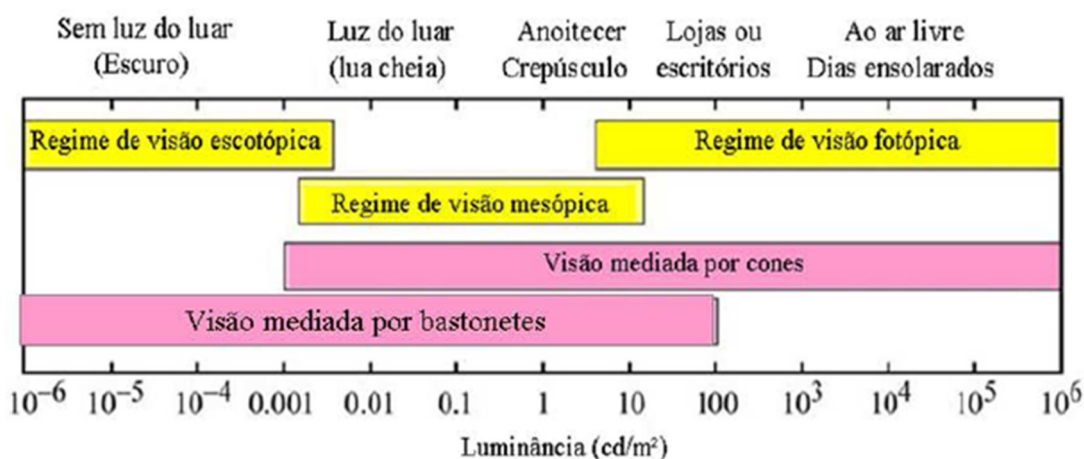 Sem luz do luar
(Escuro)
Luz do luar
(lua cheia)
Anoitecer
Crepúsculo
Lojas ou
escritórios
Ao ar livre
Dias ensolarados
Regime de visão escotópica
Regime de visão fotópica
Regime de visão mesópica
Visão mediada por cones
Visão mediada por bastonetes
10⁻⁶ 10⁻⁵ 10⁻⁴ 0.001 0.01 0.1 1 10 100 10³ 10⁴ 10⁵ 10⁶
Luminância (cd/m²)